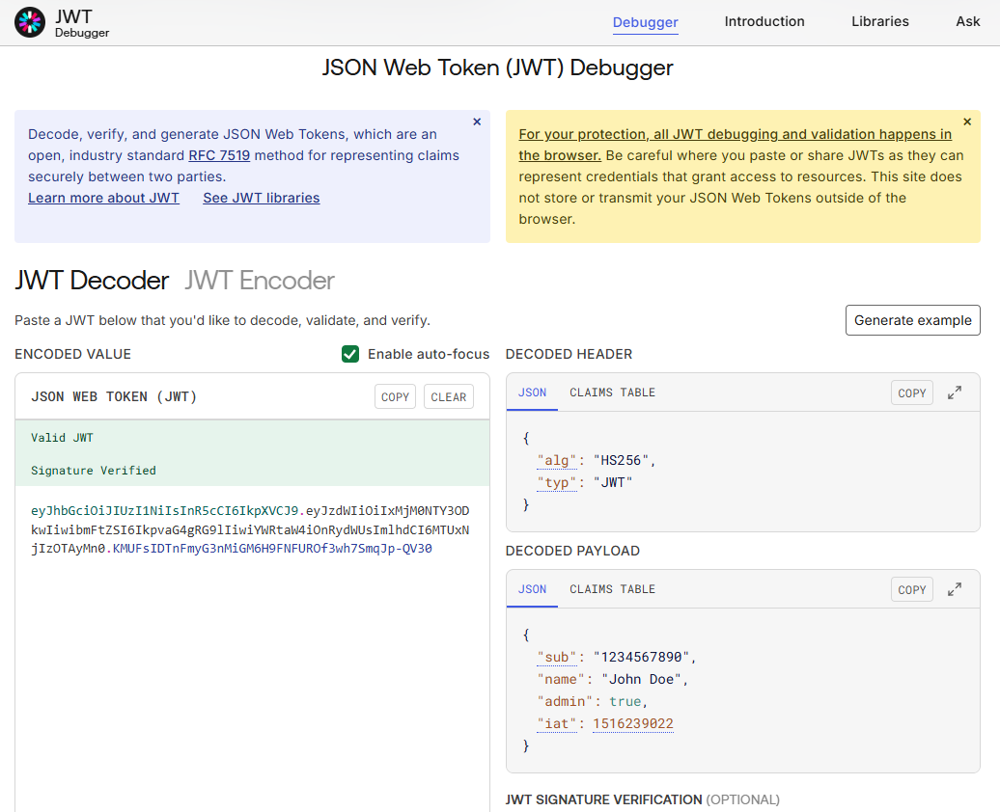 JWT
Debugger
Debugger Introduction Libraries Ask
JSON Web Token (JWT) Debugger
Decode, verify, and generate JSON Web Tokens, which are an
open, industry standard RFC 7519 method for representing claims
securely between two parties.
Learn more about JWT See JWT libraries
For your protection, all JWT debugging and validation happens in
the browser. Be careful where you paste or share JWTs as they can
represent credentials that grant access to resources. This site does
not store or transmit your JSON Web Tokens outside of the
browser.
JWT Decoder JWT Encoder
Paste a JWT below that you'd like to decode, validate, and verify.
Generate example
ENCODED VALUE
Enable auto-focus
JSON WEB TOKEN (JWT)
COPY CLEAR
Valid JWT
Signature Verified
eyJhbGciOiJIUzI1NiIsInR5cCI6IkpXVCJ9.eyJzdWIiOiIxMjM0NTY3OD
kwIiwibmFtZSI6IkpvaG4gRG9lIiwiYWRtaW4iOnRydWUsImlhdCI6MTUxN
jIzOTAyMn0.KMUFsIDTnFmyG3nMiGM6H9FNFUROf3wh7SmqJp-QV30
DECODED HEADER
JSON CLAIMS TABLE COPY
{
"alg": "HS256",
"typ": "JWT"
}
DECODED PAYLOAD
JSON CLAIMS TABLE COPY
{
"sub": "1234567890",
"name": "John Doe",
"admin": true,
"iat": 1516239022
}
JWT SIGNATURE VERIFICATION (OPTIONAL)